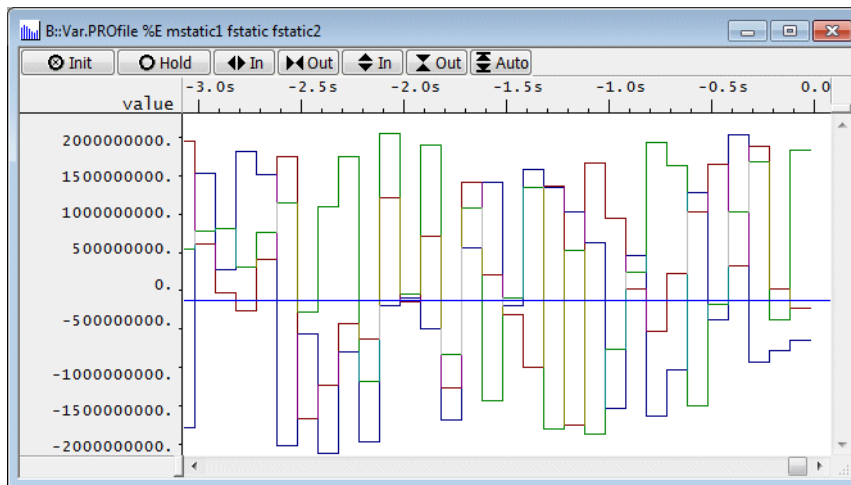 B::Var.PROfile %E mstatic1 fstatic fstatic2
Init Hold In Out In Out Auto
-3.0s -2.5s -2.0s -1.5s -1.0s -0.5s 0.0
value
2000000000.
1500000000.
1000000000.
500000000.
0.
-500000000.
-1000000000.
-1500000000.
-2000000000.